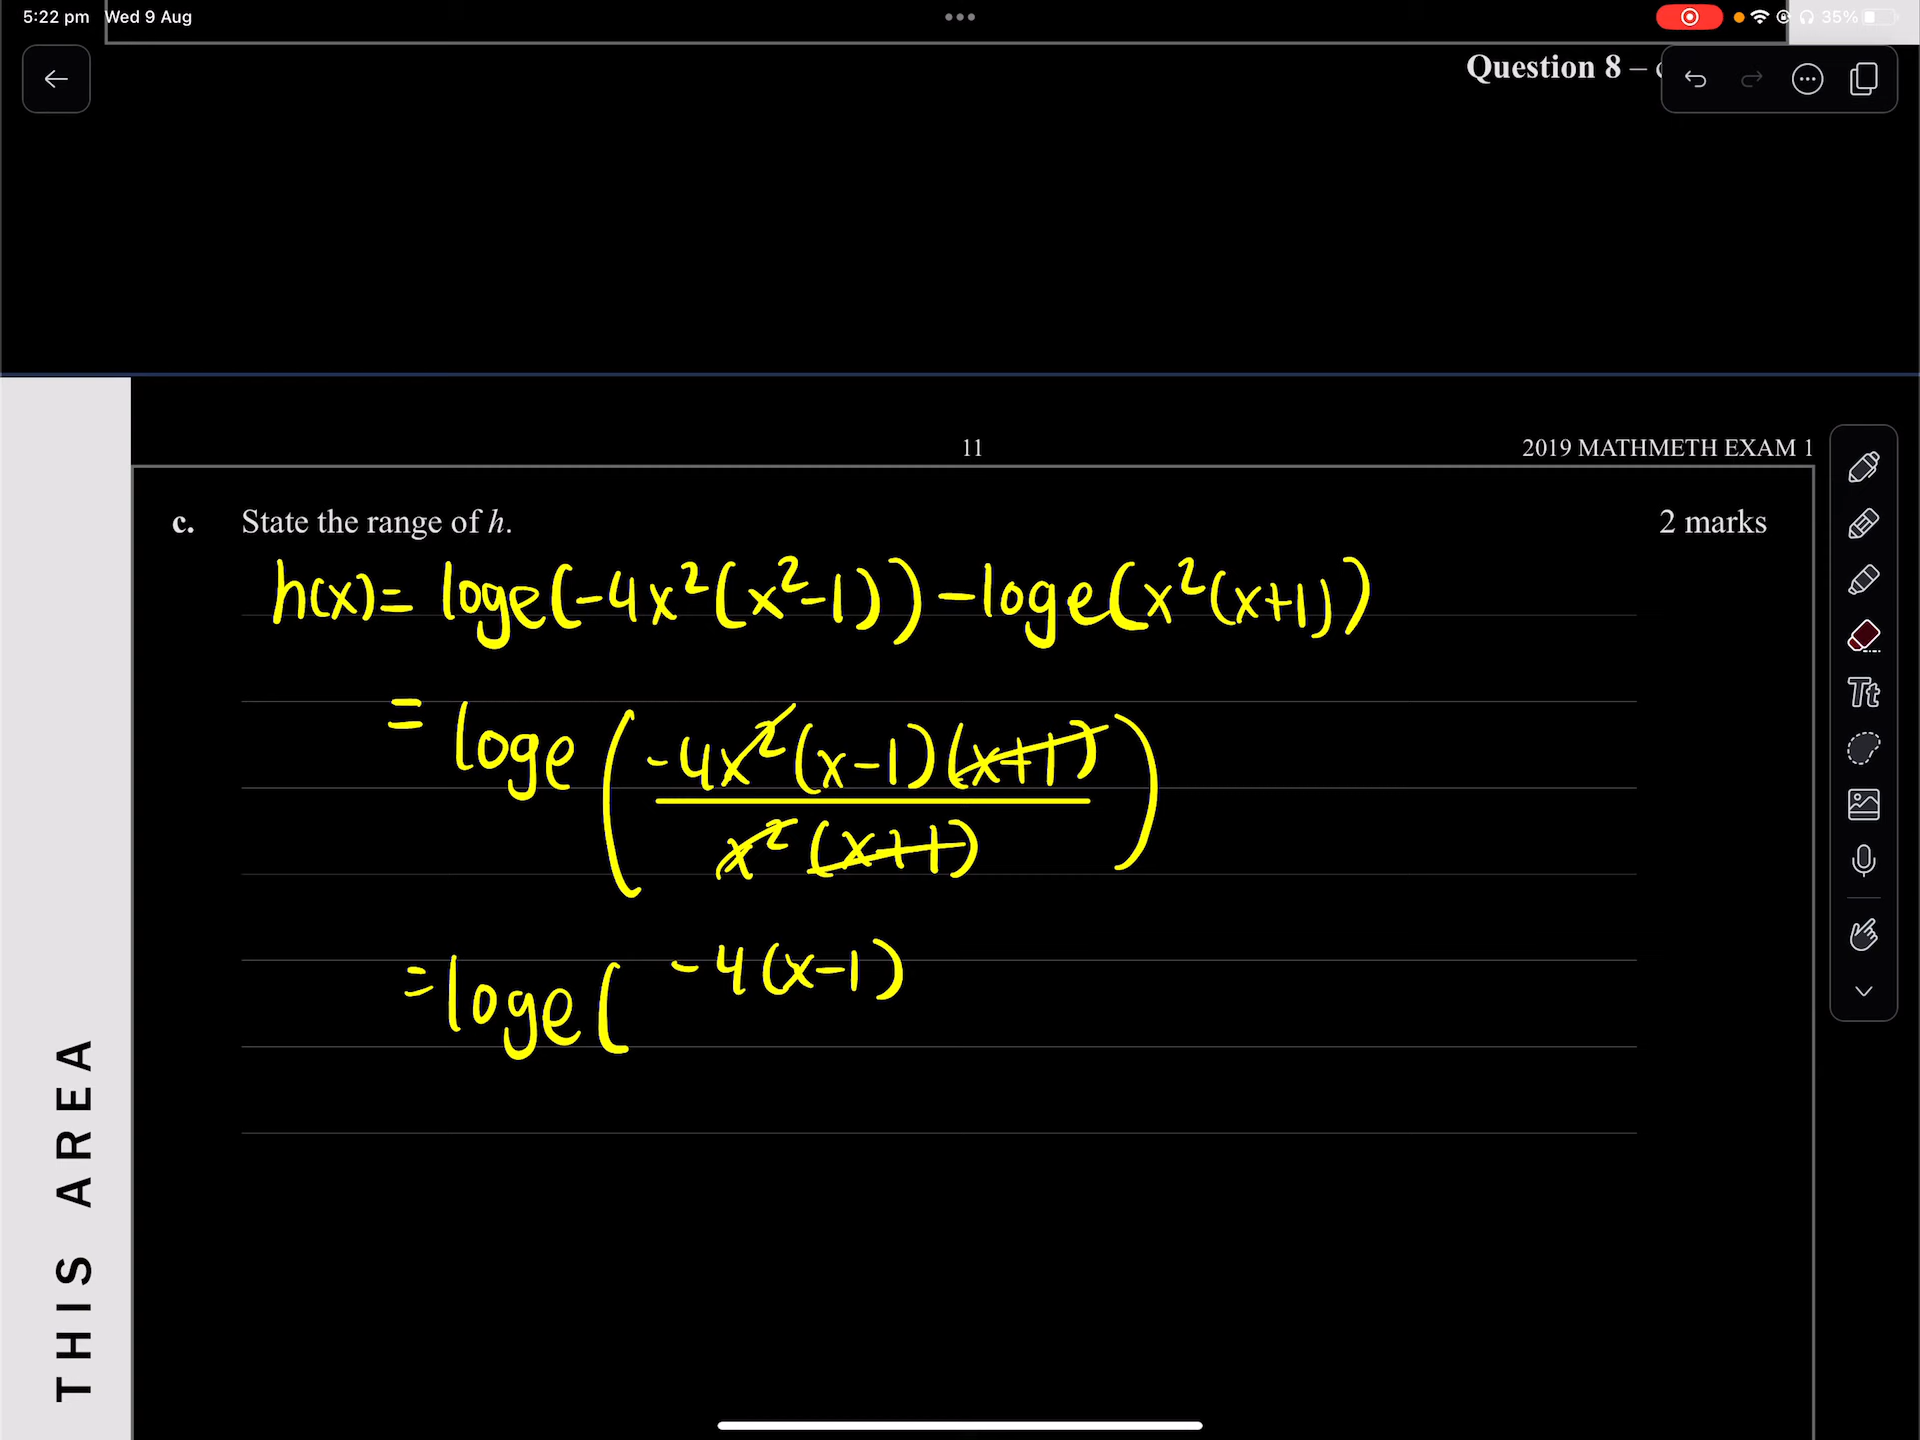 5:22 pm Wed 9 Aug
35%
Question 8 –
11
2019 MATHMETH EXAM 1
c. State the range of h. 2 marks
h(x)= loge(-4x²(x²-1)) -loge(x²(x+1))
= loge ( -4x²(x-1)(x+1)
x²(x+1) )
=loge( -4(x-1)
Tt
THIS AREA